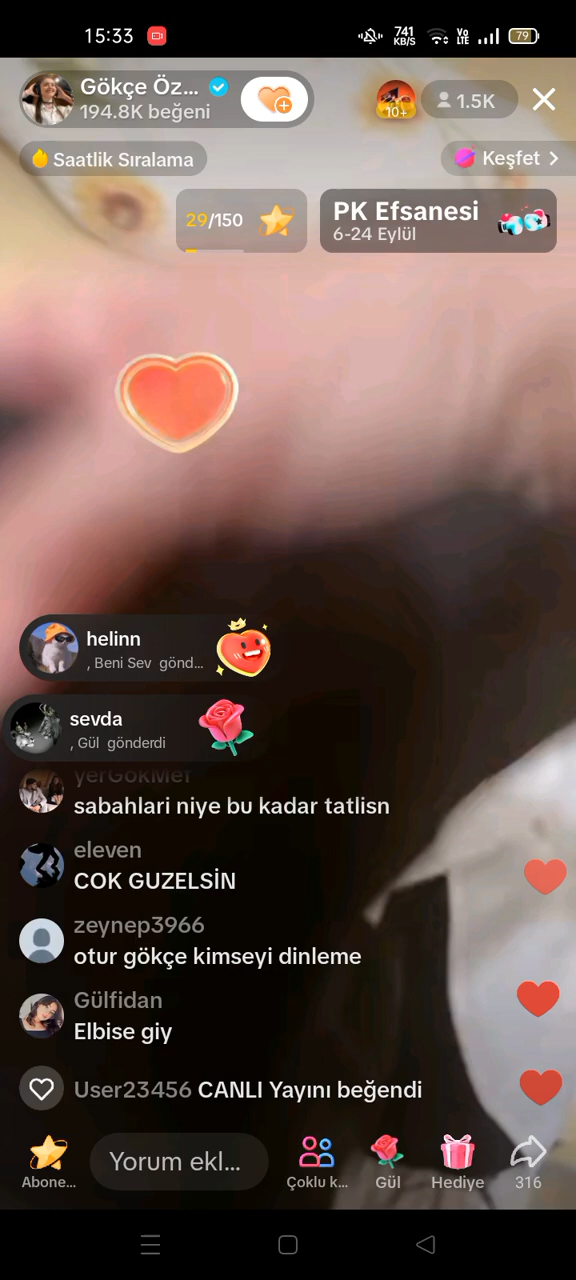 15:33
741
KB/S
Vo
LTE
79
Gökçe Öz...
194.8K beğeni
10+
1.5K
Saatlik Sıralama
Keşfet
29/150
PK Efsanesi
6-24 Eylül
helinn
, Beni Sev gönd...
sevda
, Gül gönderdi
yerGökMer
sabahlari niye bu kadar tatlisn
eleven
COK GUZELSİN
zeynep3966
otur gökçe kimseyi dinleme
Gülfidan
Elbise giy
User23456 CANLI Yayını beğendi
Yorum ekl...
Abone...
Çoklu k...
Gül
Hediye
316